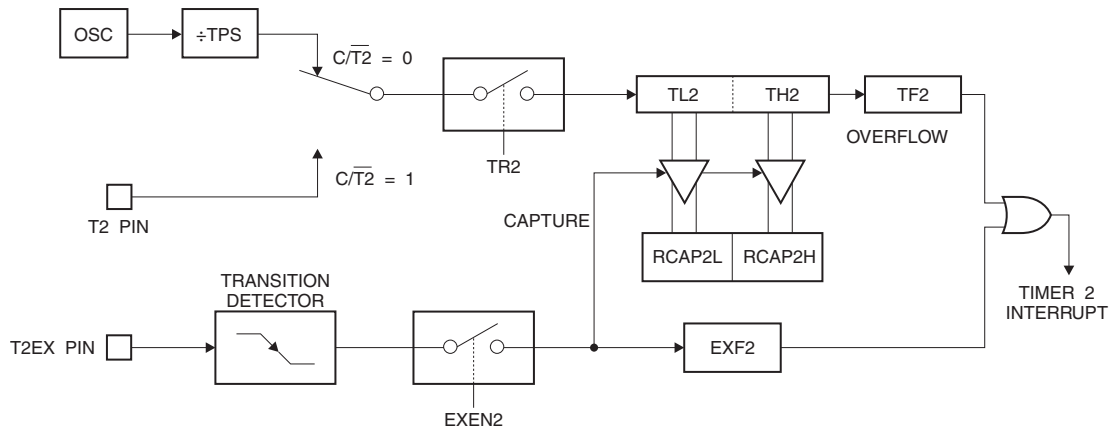 OSC
÷TPS
C/T2̅ = 0
TL2
TH2
TF2
OVERFLOW
TR2
C/T2̅ = 1
T2 PIN
CAPTURE
RCAP2L
RCAP2H
TRANSITION
DETECTOR
TIMER 2
INTERRUPT
T2EX PIN
EXF2
EXEN2